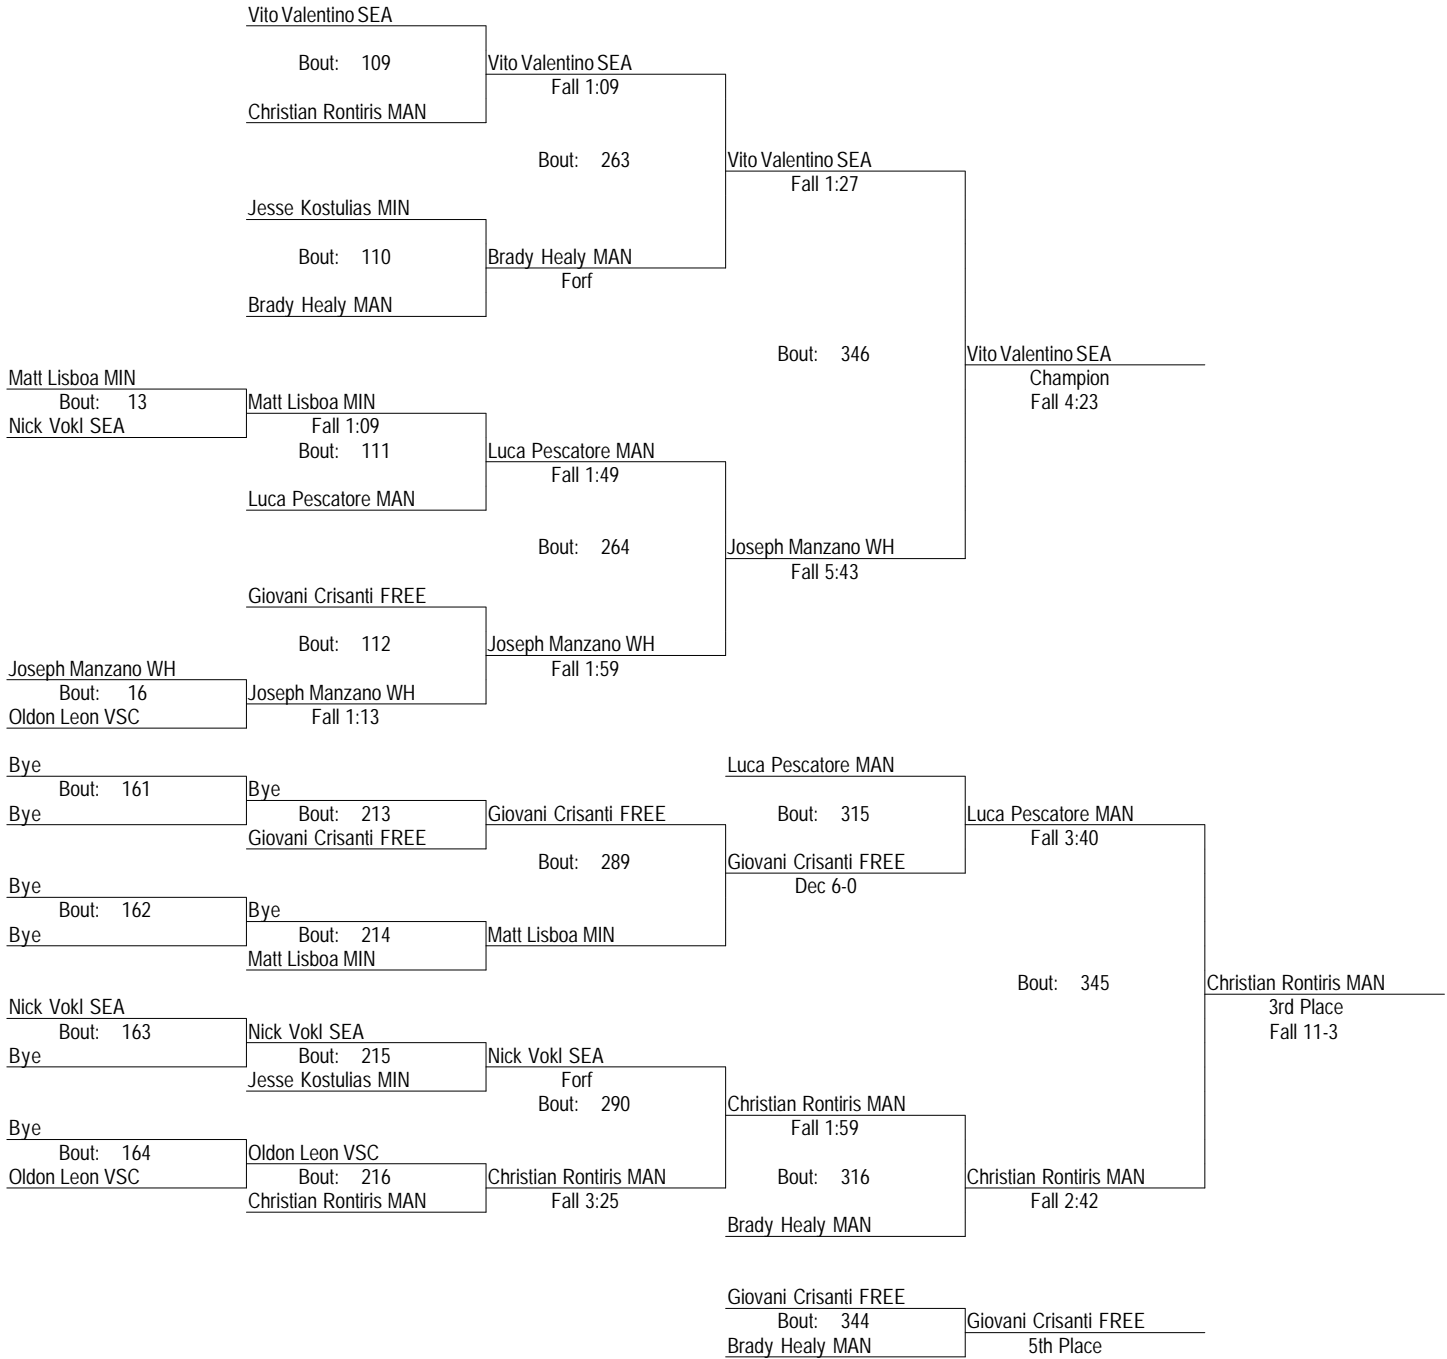 Vito Valentino SEA
Bout: 109
Vito Valentino SEA
Fall 1:09
Christian Rontiris MAN
Bout: 263
Vito Valentino SEA
Fall 1:27
Jesse Kostulias MIN
Bout: 110
Brady Healy MAN
Forf
Brady Healy MAN
Bout: 346
Vito Valentino SEA
Champion
Fall 4:23
Matt Lisboa MIN
Bout: 13
Nick Vokl SEA
Matt Lisboa MIN
Fall 1:09
Bout: 111
Luca Pescatore MAN
Fall 1:49
Luca Pescatore MAN
Bout: 264
Joseph Manzano WH
Fall 5:43
Giovani Crisanti FREE
Bout: 112
Joseph Manzano WH
Fall 1:59
Joseph Manzano WH
Bout: 16
Oldon Leon VSC
Joseph Manzano WH
Fall 1:13
Bye
Bout: 161
Bye
Bye
Bout: 213
Giovani Crisanti FREE
Giovani Crisanti FREE
Bout: 289
Luca Pescatore MAN
Bout: 315
Giovani Crisanti FREE
Dec 6-0
Luca Pescatore MAN
Fall 3:40
Bye
Bout: 162
Bye
Bye
Bout: 214
Matt Lisboa MIN
Matt Lisboa MIN
Bout: 345
Christian Rontiris MAN
3rd Place
Fall 11-3
Nick Vokl SEA
Bout: 163
Bye
Nick Vokl SEA
Bout: 215
Jesse Kostulias MIN
Nick Vokl SEA
Forf
Bout: 290
Christian Rontiris MAN
Fall 1:59
Bye
Bout: 164
Oldon Leon VSC
Oldon Leon VSC
Bout: 216
Christian Rontiris MAN
Christian Rontiris MAN
Fall 3:25
Bout: 316
Brady Healy MAN
Christian Rontiris MAN
Fall 2:42
Giovani Crisanti FREE
Bout: 344
Brady Healy MAN
Giovani Crisanti FREE
5th Place